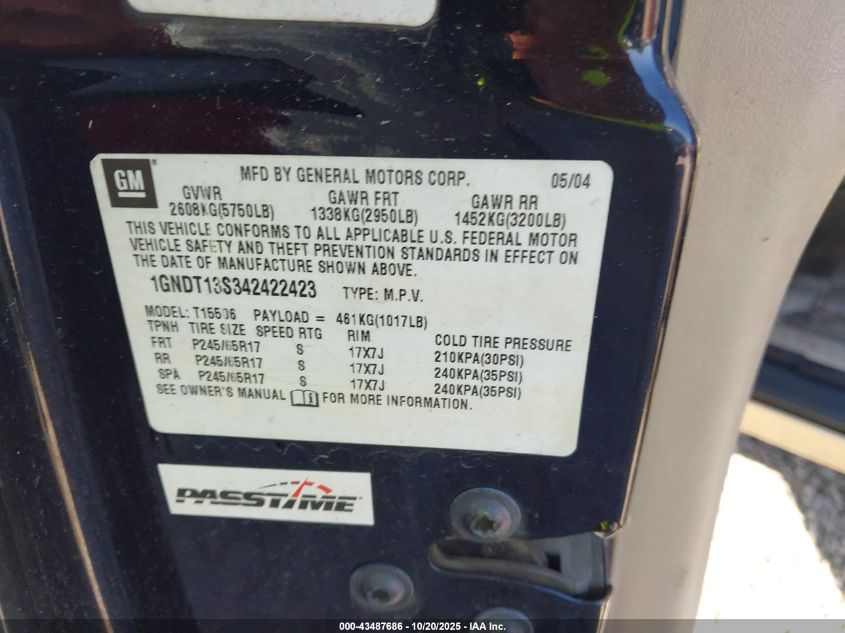 GM
MFD BY GENERAL MOTORS CORP. 05/04
GVWR GAWR FRT GAWR RR
2608KG(5750LB) 1338KG(2950LB) 1452KG(3200LB)
THIS VEHICLE CONFORMS TO ALL APPLICABLE U.S. FEDERAL MOTOR
VEHICLE SAFETY AND THEFT PREVENTION STANDARDS IN EFFECT ON
THE DATE OF MANUFACTURE SHOWN ABOVE.
1GNDT13S342422423 TYPE: M.P.V.
MODEL: T15506 PAYLOAD = 461KG(1017LB)
TPNH TIRE SIZE SPEED RTG RIM COLD TIRE PRESSURE
FRT P245/65R17 S 17X7J 210KPA(30PSI)
RR P245/65R17 S 17X7J 240KPA(35PSI)
SPA P245/65R17 S 17X7J 240KPA(35PSI)
SEE OWNER'S MANUAL i FOR MORE INFORMATION.
PASSTIME
000-43487686 - 10/20/2025 - IAA Inc.